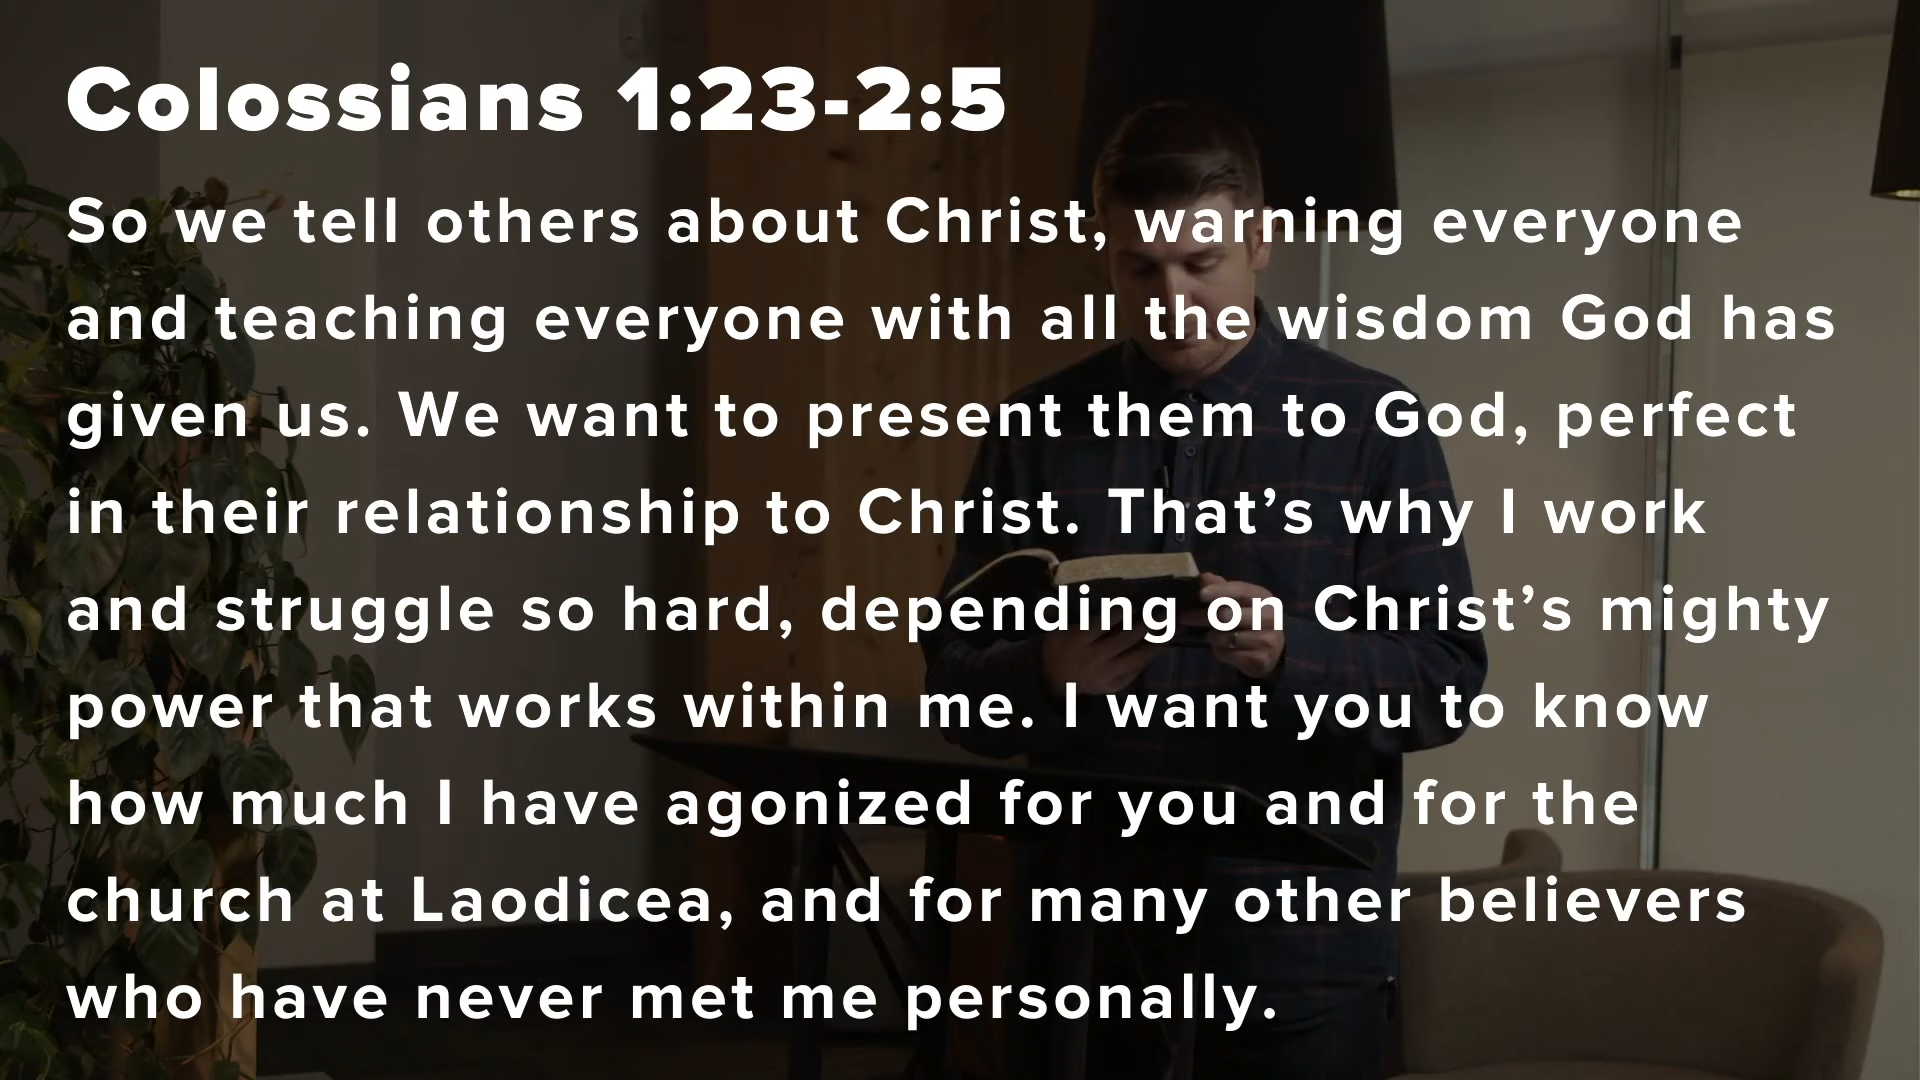 Colossians 1:23-2:5
So we tell others about Christ, warning everyone
and teaching everyone with all the wisdom God has
given us. We want to present them to God, perfect
in their relationship to Christ. That’s why I work
and struggle so hard, depending on Christ’s mighty
power that works within me. I want you to know
how much I have agonized for you and for the
church at Laodicea, and for many other believers
who have never met me personally.